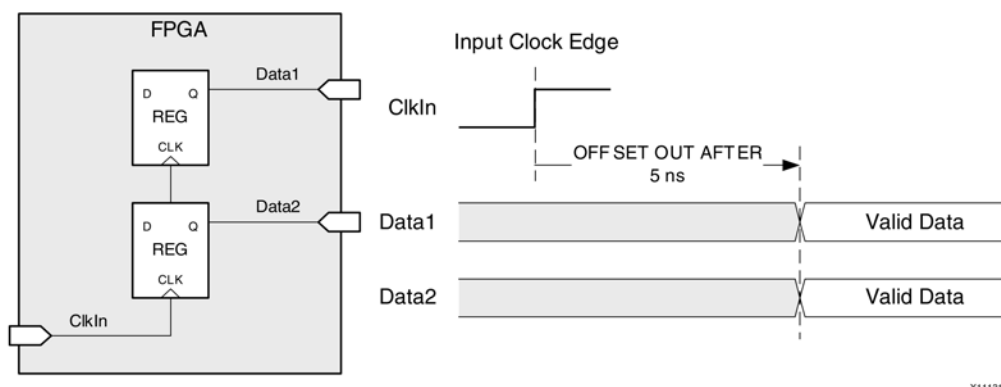 FPGA
Data1
D Q
REG
CLK
Data2
D Q
REG
CLK
ClkIn
Input Clock Edge
ClkIn
OFFSET OUT AFTER
5 ns
Data1
Valid Data
Data2
Valid Data